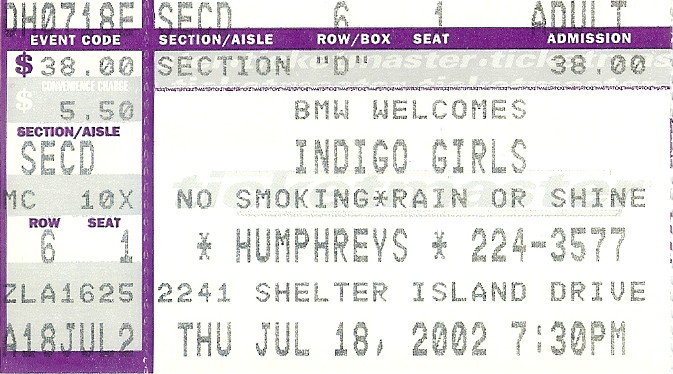 DH0718E SECD 6 1 ADULT
EVENT CODE SECTION/AISLE ROW/BOX SEAT ADMISSION
$ 38.00 SECTION "D" 38.00
CONVENIENCE CHARGE
$ 5.50 BMW WELCOMES
SECTION/AISLE
SECD INDIGO GIRLS
MC 10X NO SMOKING*RAIN OR SHINE
ROW SEAT
6 1 * HUMPHREYS * 224-3577
ZLA1625 2241 SHELTER ISLAND DRIVE
A18JUL2 THU JUL 18, 2002 7:30PM